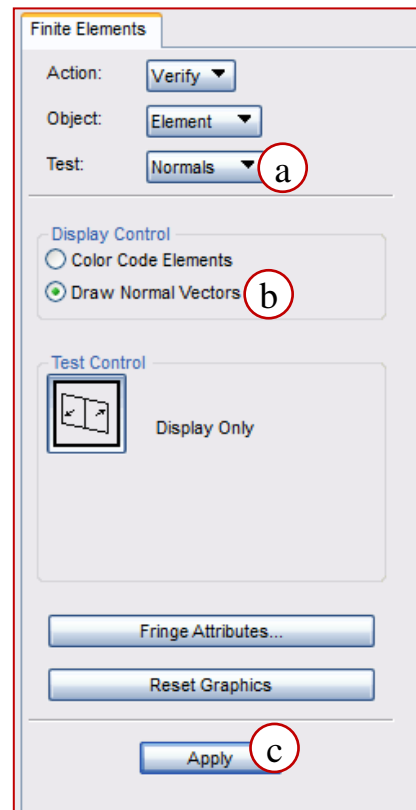 Finite Elements
Action: Verify
Object: Element
Test: Normals a
Display Control
Color Code Elements
Draw Normal Vectors b
Test Control
Display Only
Fringe Attributes...
Reset Graphics
Apply c